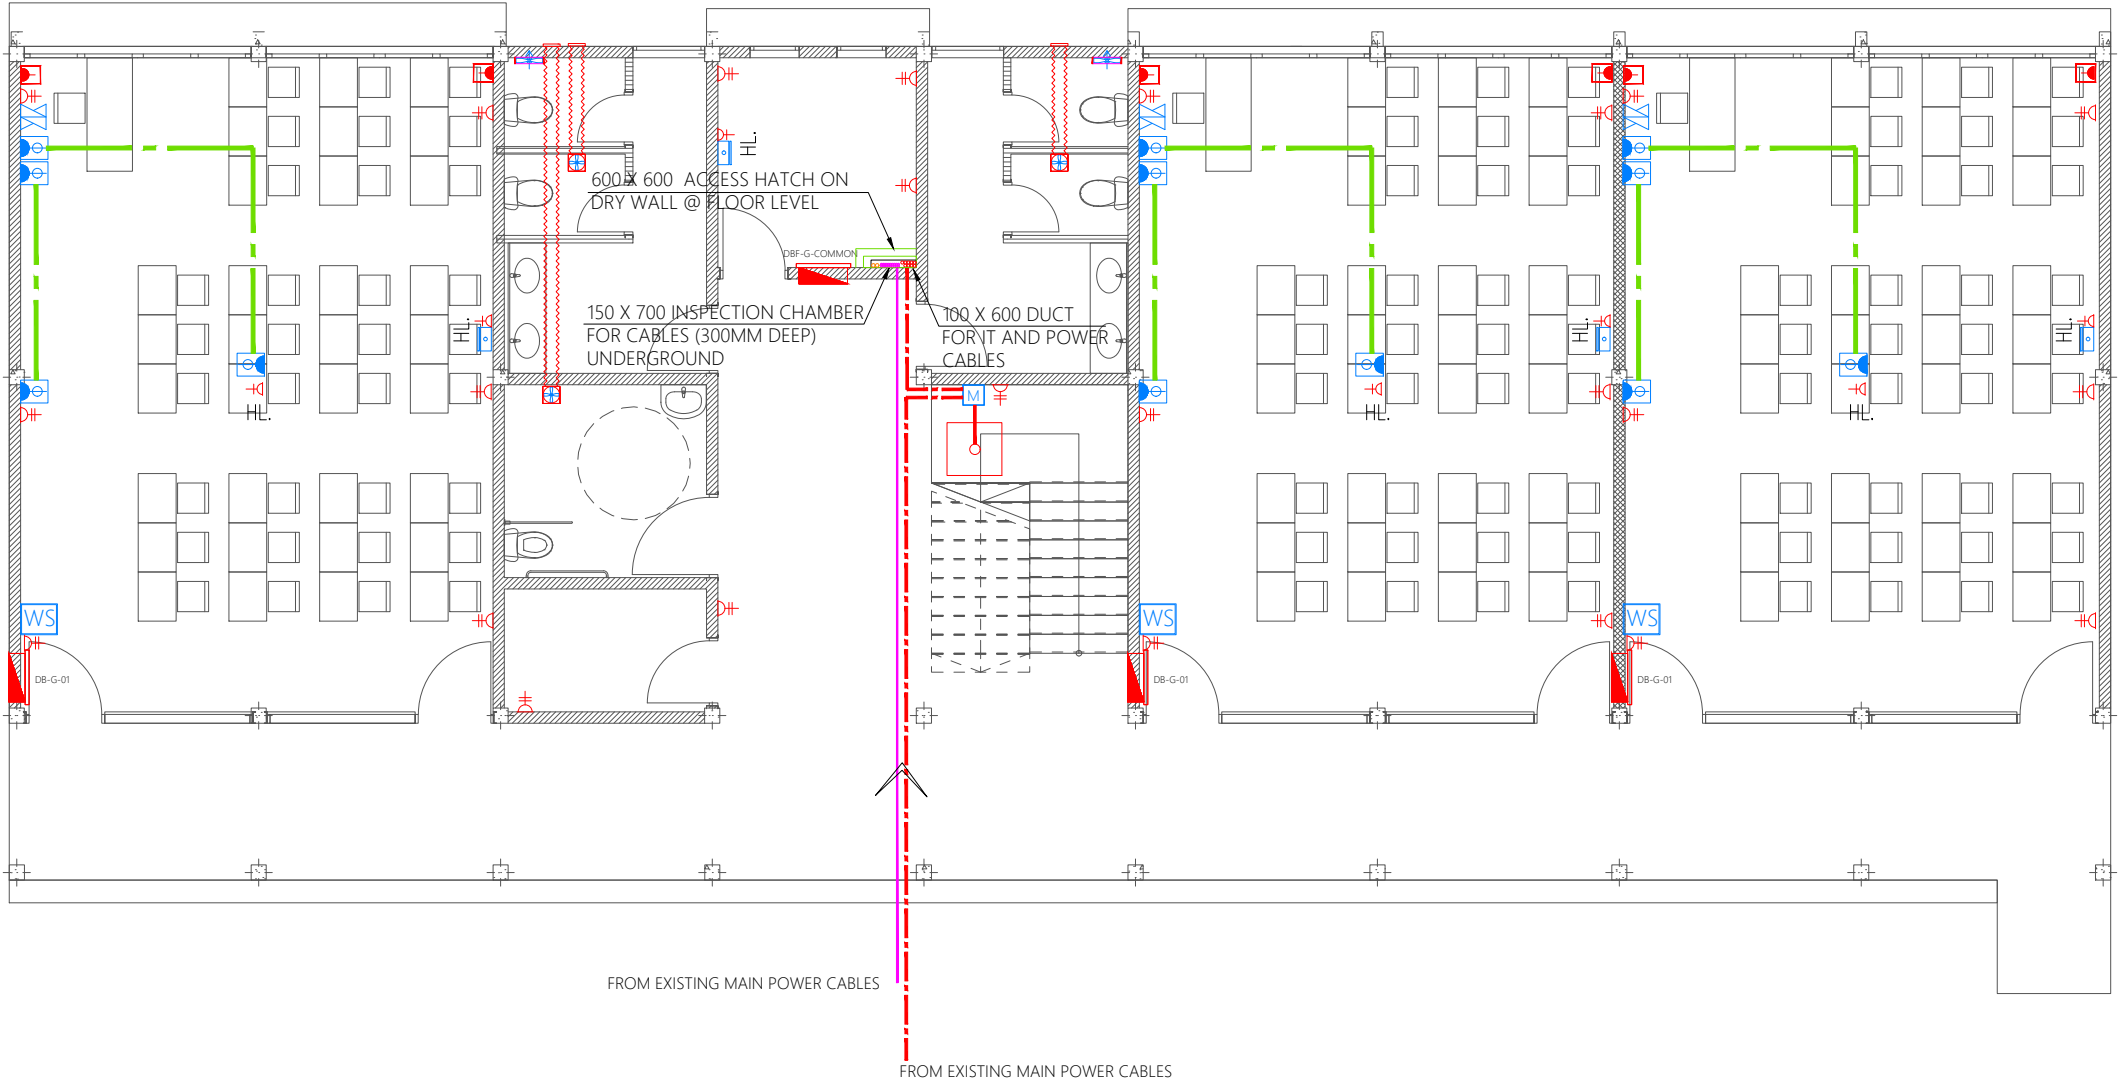 HL.
600 X 600 ACCESS HATCH ON
DRY WALL @ FLOOR LEVEL
DBF-G-COMMON
150 X 700 INSPECTION CHAMBER
FOR CABLES (300MM DEEP)
UNDERGROUND
100 X 600 DUCT
FOR IT AND POWER
CABLES
HL.
HL.
HL.
M
HL.
HL.
HL.
WS
WS
WS
DB-G-01
DB-G-01
DB-G-01
FROM EXISTING MAIN POWER CABLES
FROM EXISTING MAIN POWER CABLES